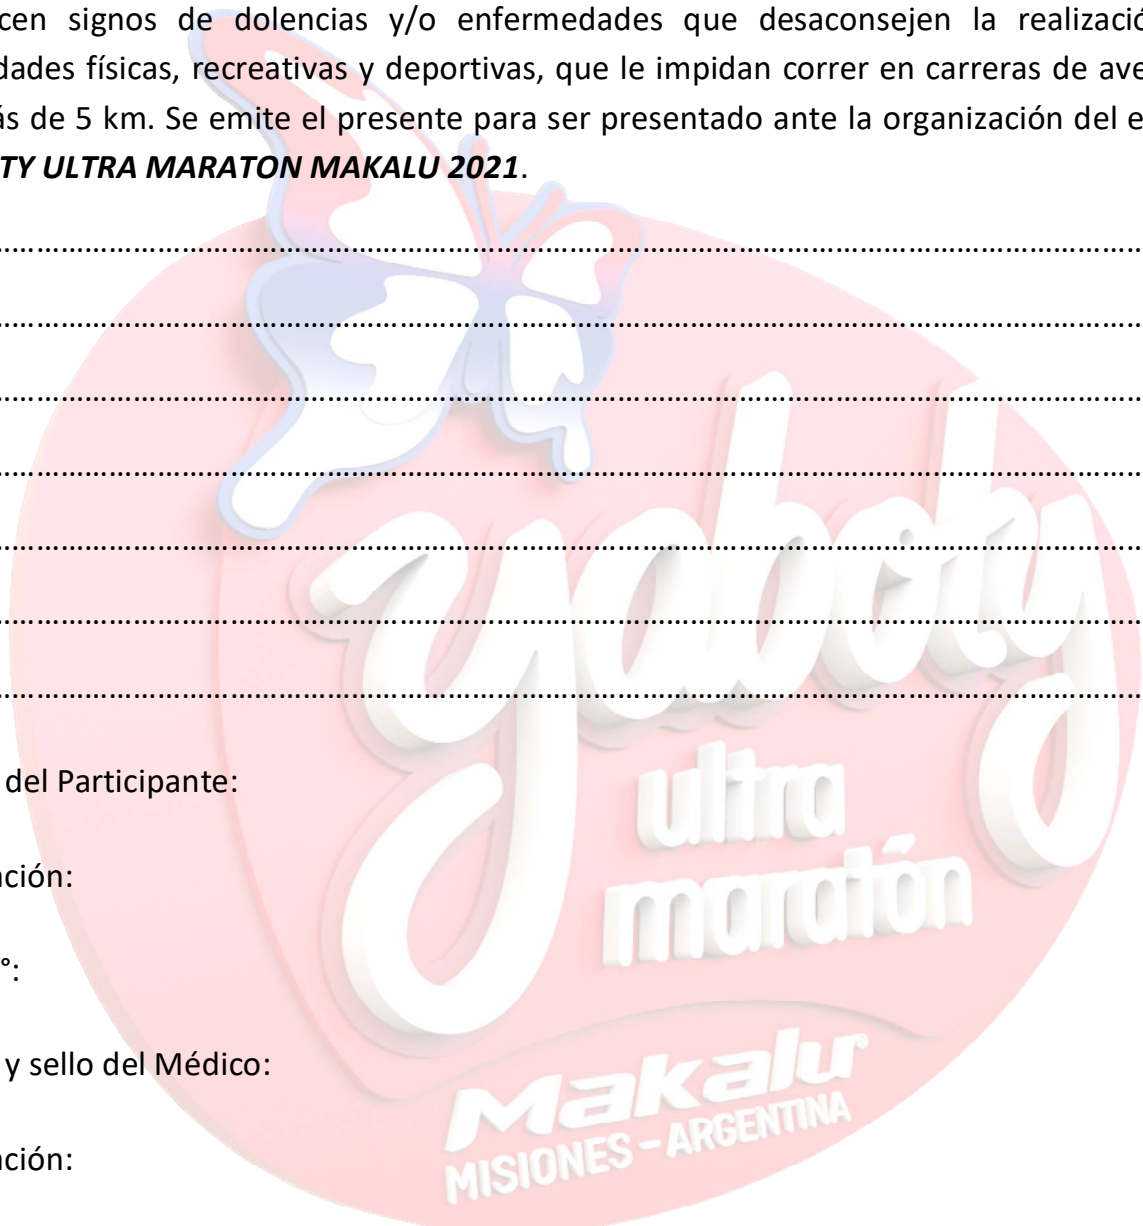 cen signos de dolencias y/o enfermedades que desaconsejen la realizació
dades físicas, recreativas y deportivas, que le impidan correr en carreras de ave
ás de 5 km. Se emite el presente para ser presentado ante la organización del e
TY ULTRA MARATON MAKALU 2021.
yaboty
del Participante:
ultra
ación:
maratón
°:
y sello del Médico:
Makalu®
MISIONES - ARGENTINA
ación: